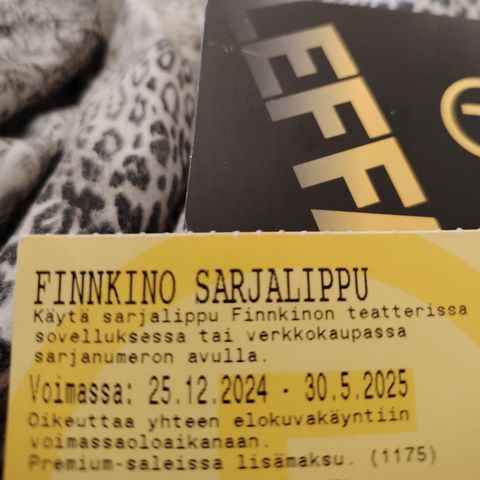 LEFFA
FINNKINO SARJALIPPU
Käytä sarjalippu Finnkinon teatterissa
sovelluksessa tai verkkokaupassa
sarjanumeron avulla.
Voimassa: 25.12.2024 - 30.5.2025
Oikeuttaa yhteen elokuvakäyntiin
voimassaoloaikanaan.
Premium-saleissa lisämaksu. (1175)